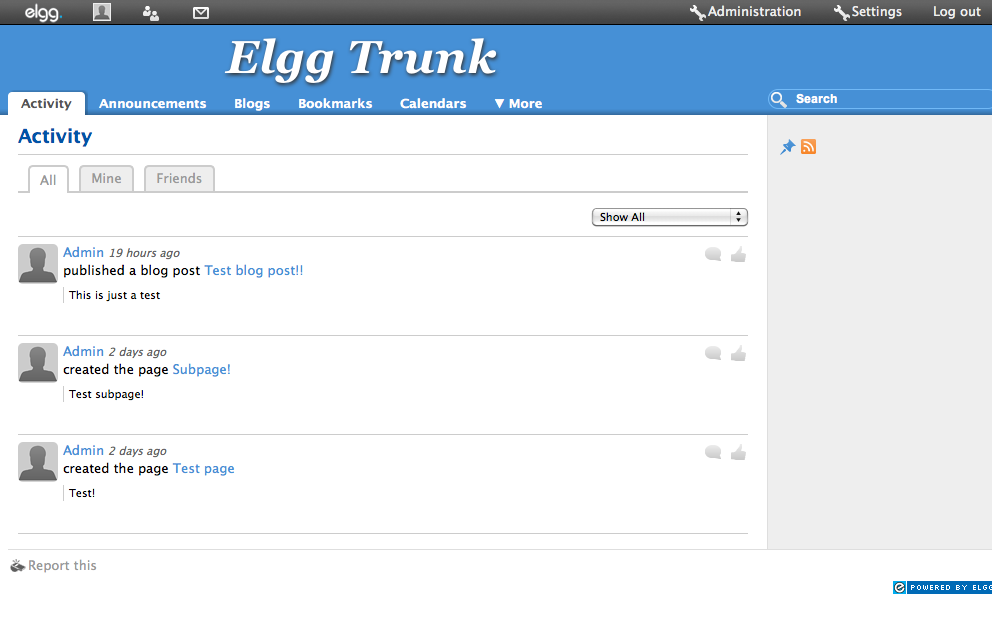 elgg. Administration Settings Log out
Elgg Trunk
Activity Announcements Blogs Bookmarks Calendars ▼ More Search
Activity
All Mine Friends
Show All
Admin 19 hours ago
published a blog post Test blog post!!
This is just a test
Admin 2 days ago
created the page Subpage!
Test subpage!
Admin 2 days ago
created the page Test page
Test!
Report this
POWERED BY ELGG